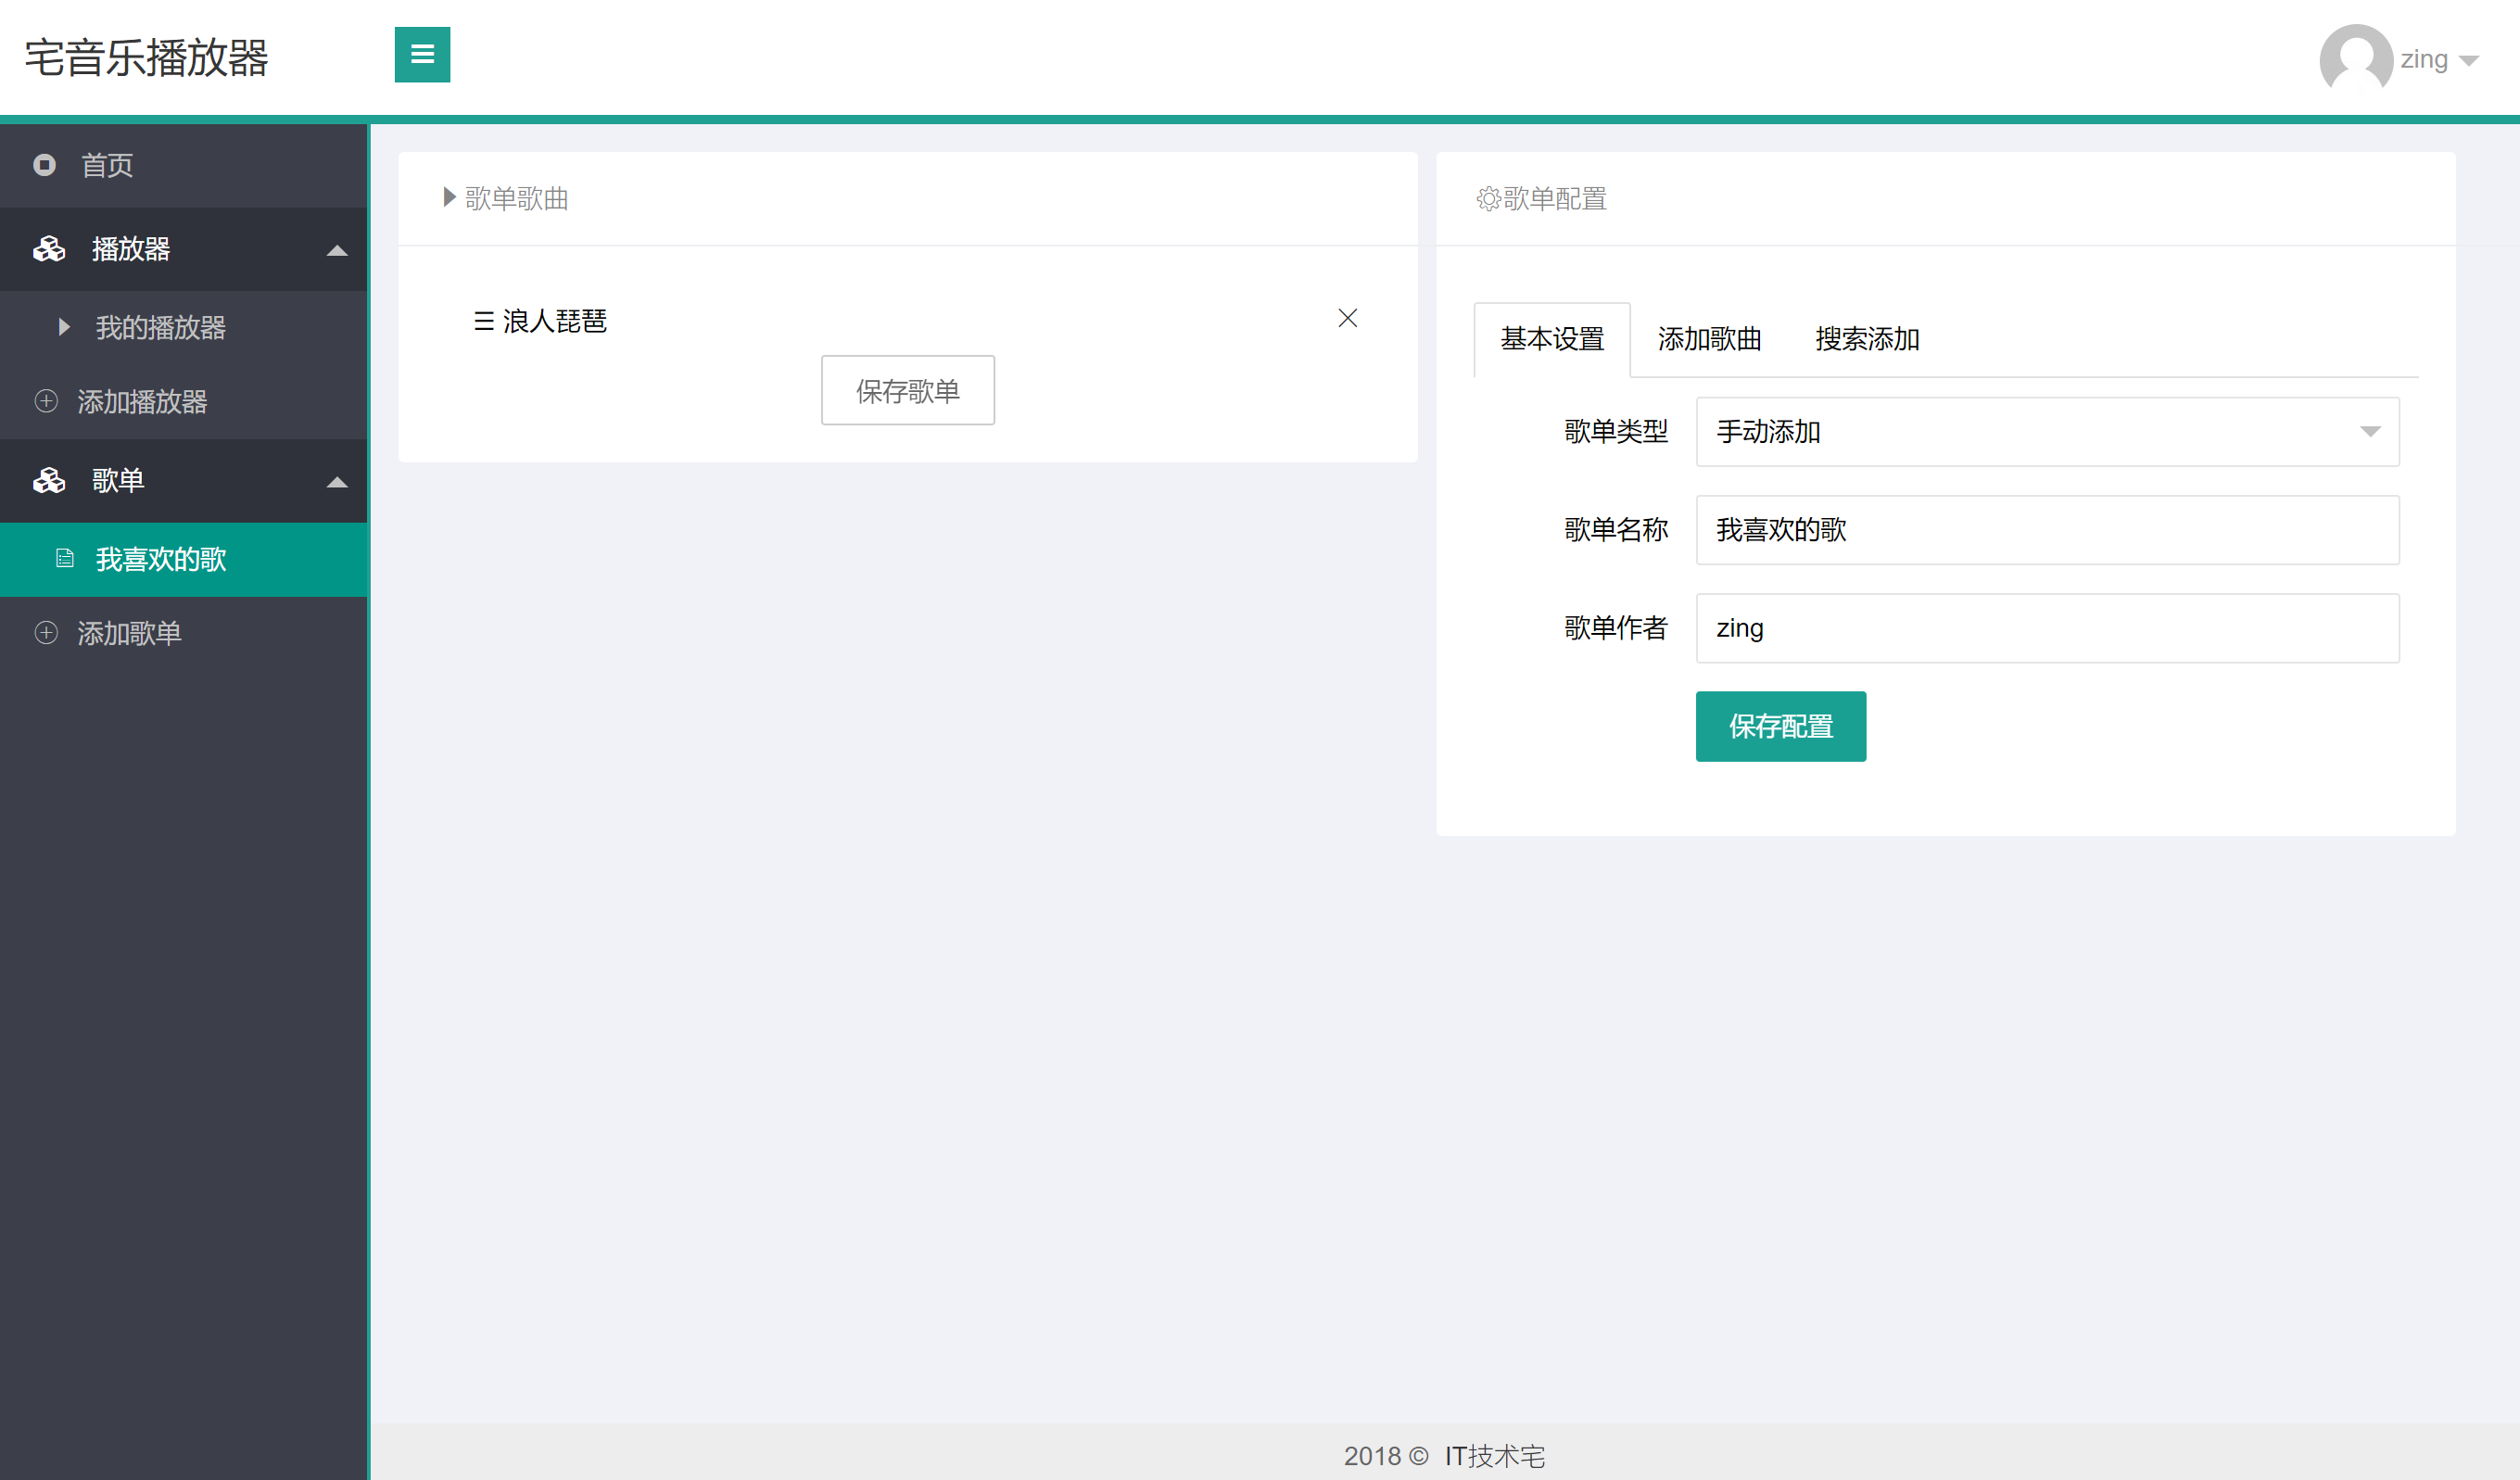 宅音乐播放器
zing
首页
播放器
我的播放器
添加播放器
歌单
我喜欢的歌
添加歌单
歌单歌曲
浪人琵琶
保存歌单
歌单配置
基本设置 添加歌曲 搜索添加
歌单类型 手动添加
歌单名称 我喜欢的歌
歌单作者 zing
保存配置
2018 © IT技术宅